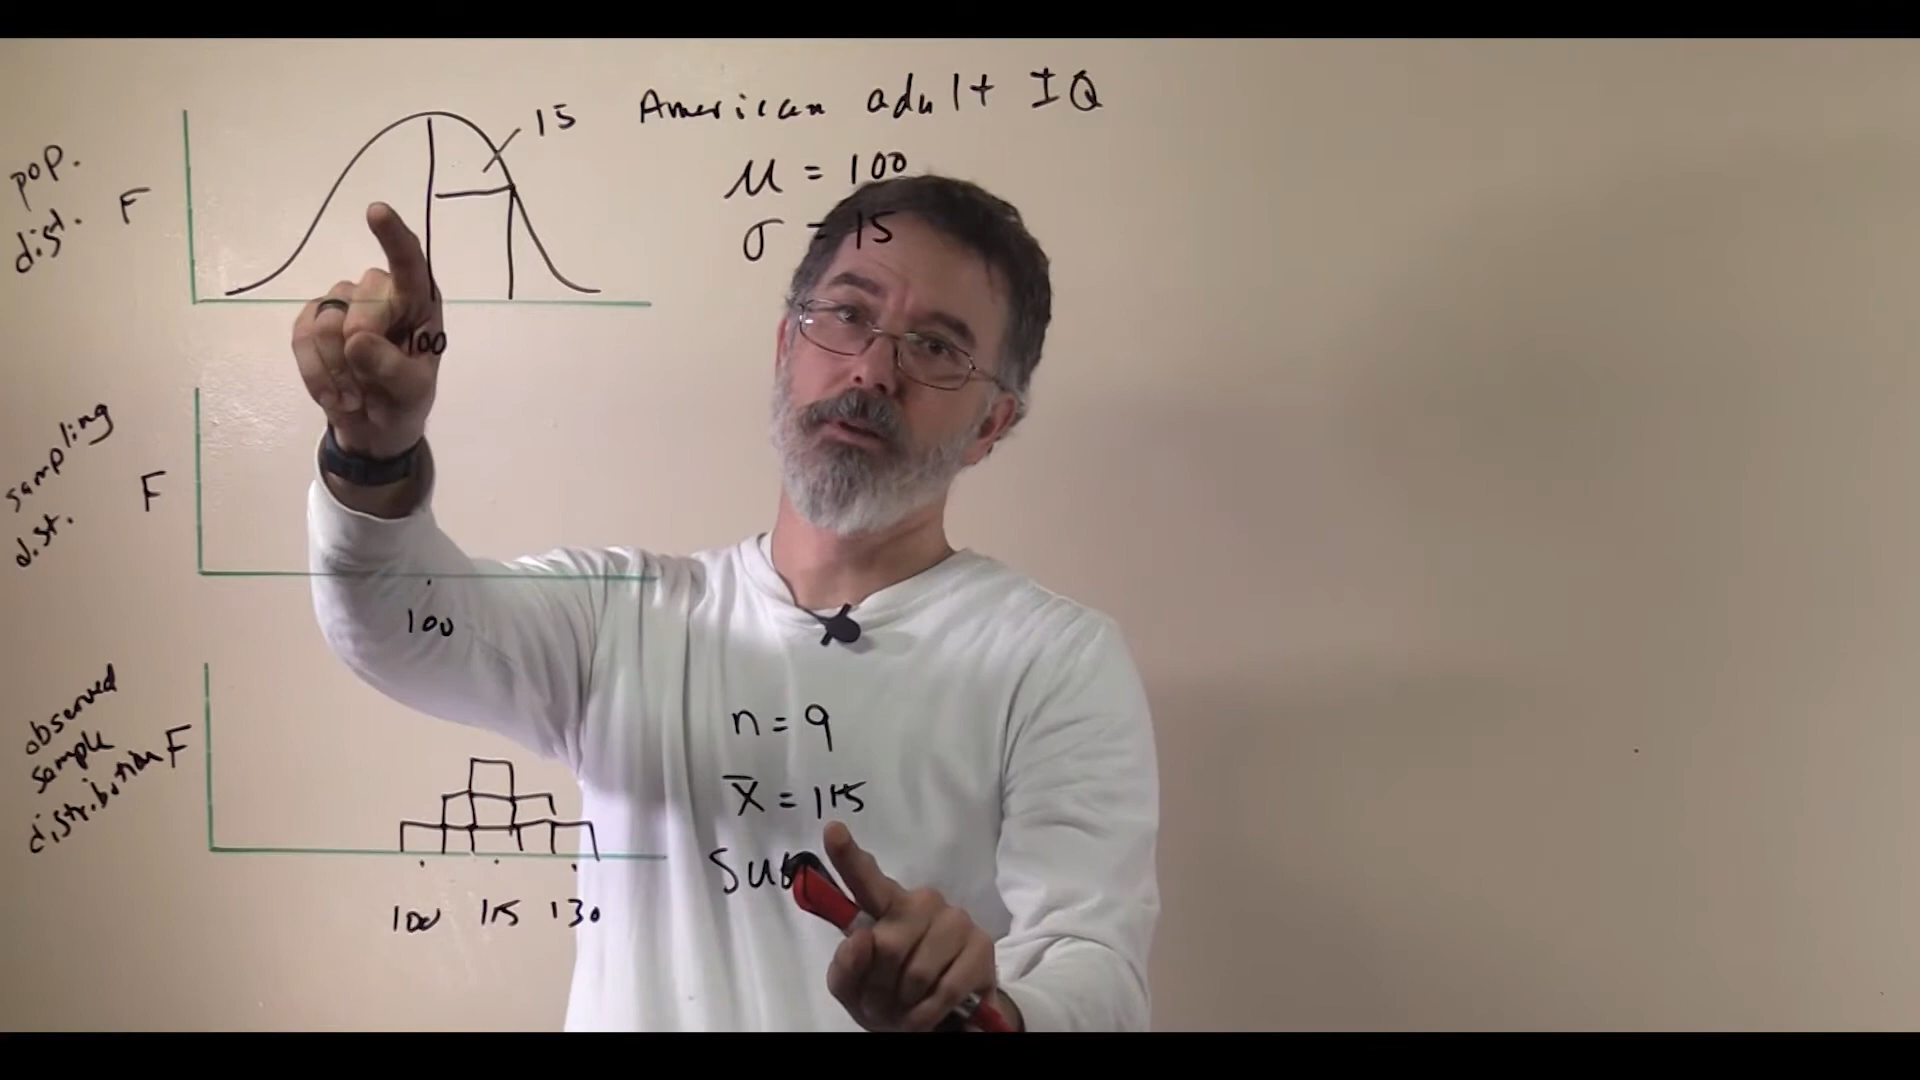 American adult IQ
15
pop.
dist.
F
μ = 100
σ = 15
100
sampling
dist.
F
100
observed
sample
distribution
F
n = 9
x̄ = 115
100 115 130